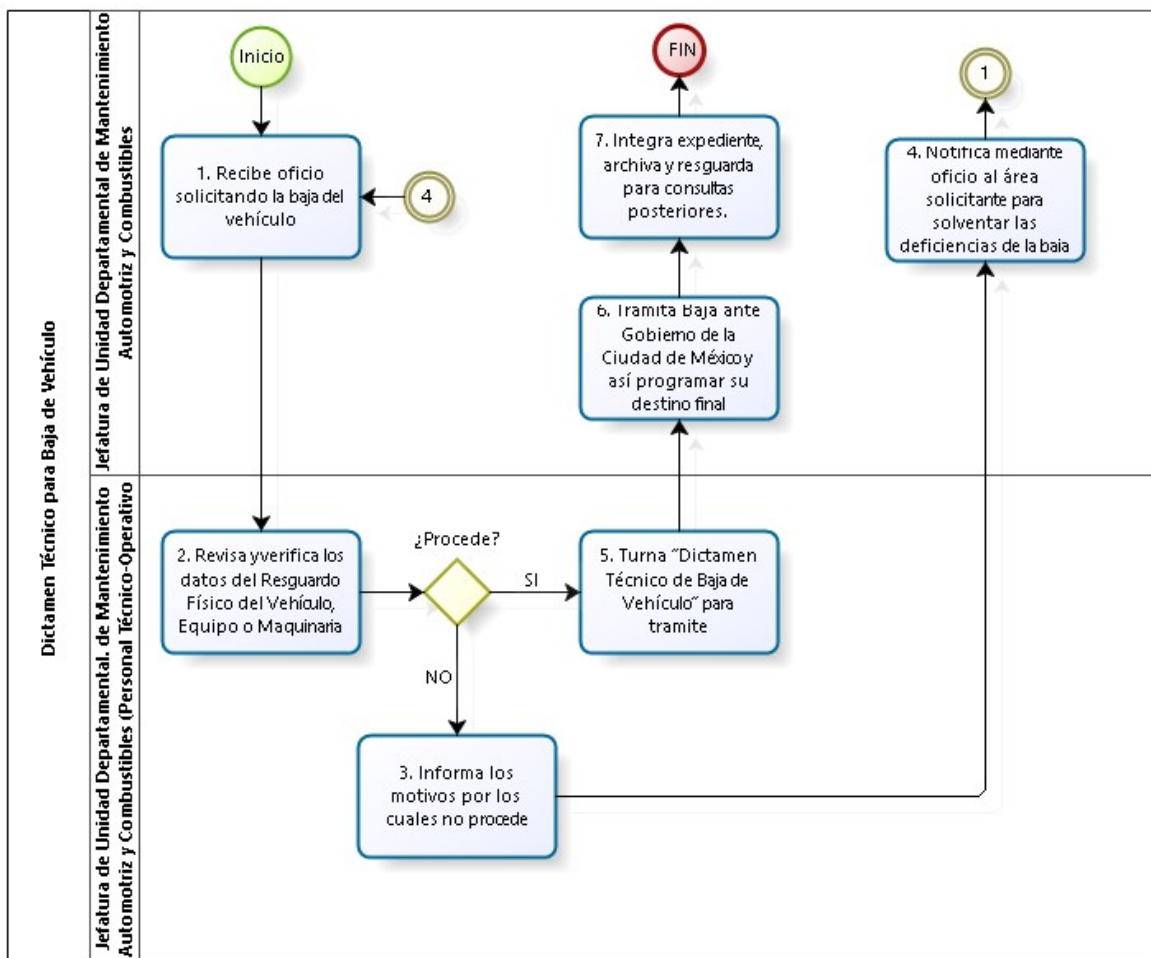 Dictamen Técnico para Baja de Vehículo
Jefatura de Unidad Departamental de Mantenimiento
Automotriz y Combustibles
Inicio
1. Recibe oficio
solicitando la baja del
vehículo
4
FIN
7. Integra expediente,
archiva y resguarda
para consultas
posteriores.
6. Tramita Baja ante
Gobierno de la
Ciudad de Méxicoy
así programar su
destino final
1
4. Notifica mediante
oficio al área
solicitante para
solventar las
deficiencias de la baja
Jefatura de Unidad Departamental. de Mantenimiento
Automotriz y Combustibles (Personal Técnico-Operativo
2. Revisa yverifica los
datos del Resguardo
Físico del Vehículo,
Equipo o Maquinaria
¿Procede?
SI
NO
5. Turna “Dictamen
Técnico de Baja de
Vehículo” para
tramite
3. Informa los
motivos por los
cuales no procede